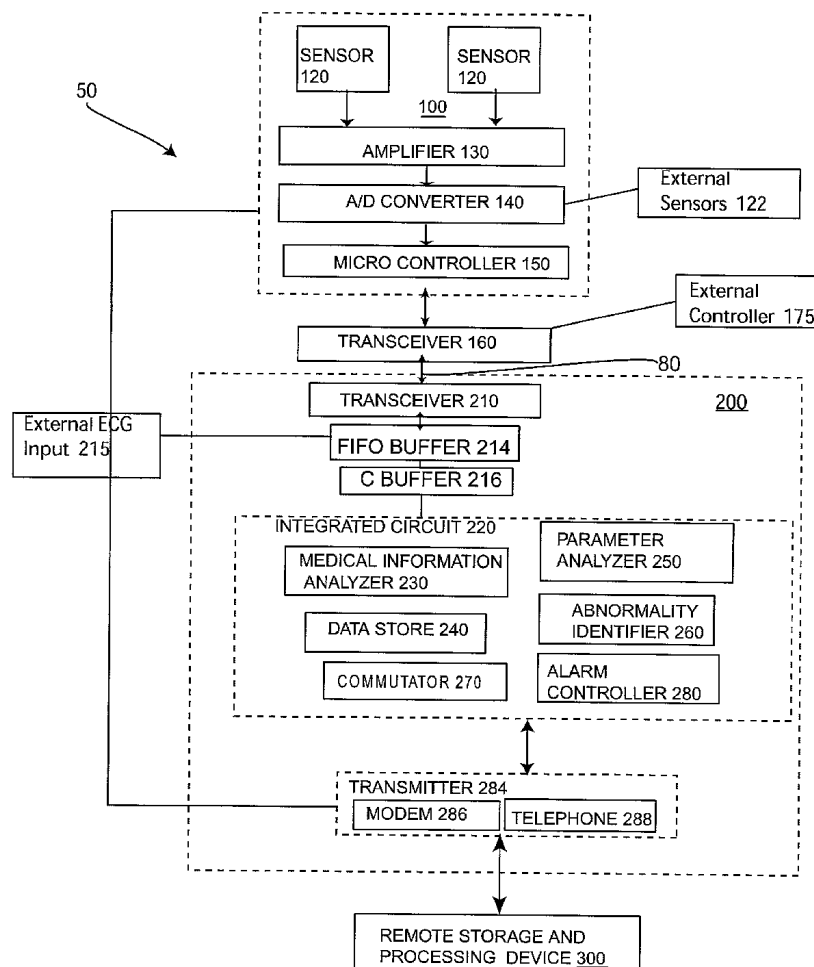 SENSOR
120
SENSOR
120
50
100
AMPLIFIER 130
A/D CONVERTER 140
External
Sensors 122
MICRO CONTROLLER 150
External
Controller 175
TRANSCEIVER 160
80
TRANSCEIVER 210
200
External ECG
Input 215
FIFO BUFFER 214
C BUFFER 216
INTEGRATED CIRCUIT 220
MEDICAL INFORMATION
ANALYZER 230
PARAMETER
ANALYZER 250
DATA STORE 240
ABNORMALITY
IDENTIFIER 260
COMMUTATOR 270
ALARM
CONTROLLER 280
TRANSMITTER 284
MODEM 286
TELEPHONE 288
REMOTE STORAGE AND
PROCESSING DEVICE 300